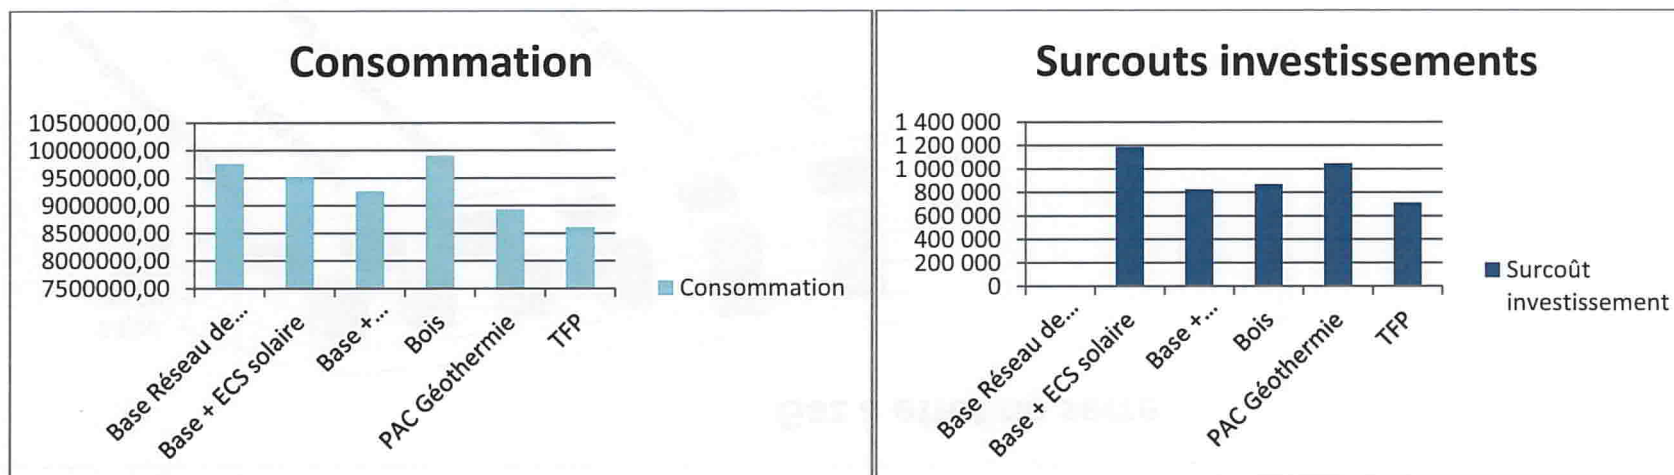 Consommation
10500000,00
10000000,00
9500000,00
9000000,00
8500000,00
8000000,00
7500000,00
Base Réseau de...
Base + ECS solaire
Base +...
Bois
PAC Géothermie
TFP
Consommation
Surcouts investissements
1 400 000
1 200 000
1 000 000
800 000
600 000
400 000
200 000
0
Base Réseau de...
Base + ECS solaire
Base +...
Bois
PAC Géothermie
TFP
Surcoût
investissement